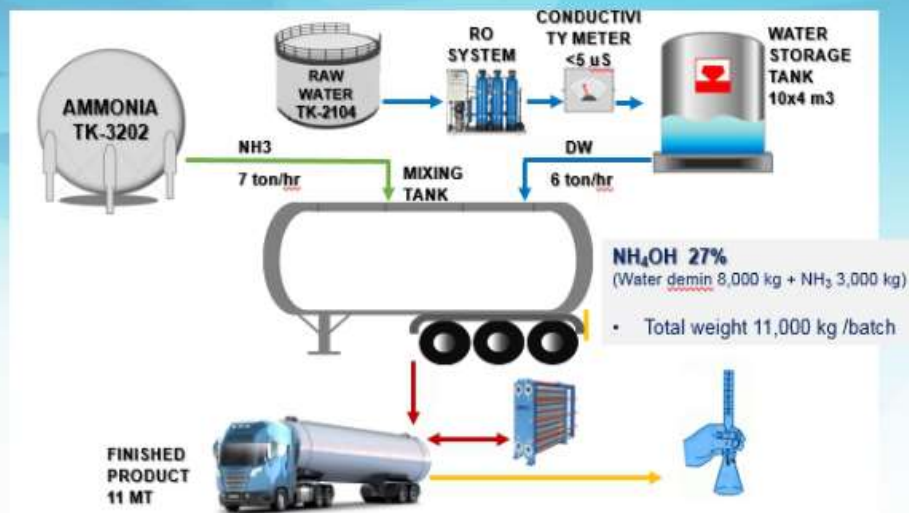 AMMONIA
TK-3202
RAW
WATER
TK-2104
RO
SYSTEM
CONDUCTIVI
TY METER
<5 uS
WATER
STORAGE
TANK
10x4 m3
NH3
7 ton/hr
MIXING
TANK
DW
6 ton/hr
NH₄OH 27%
(Water demin 8,000 kg + NH₃ 3,000 kg)
• Total weight 11,000 kg /batch
FINISHED
PRODUCT
11 MT